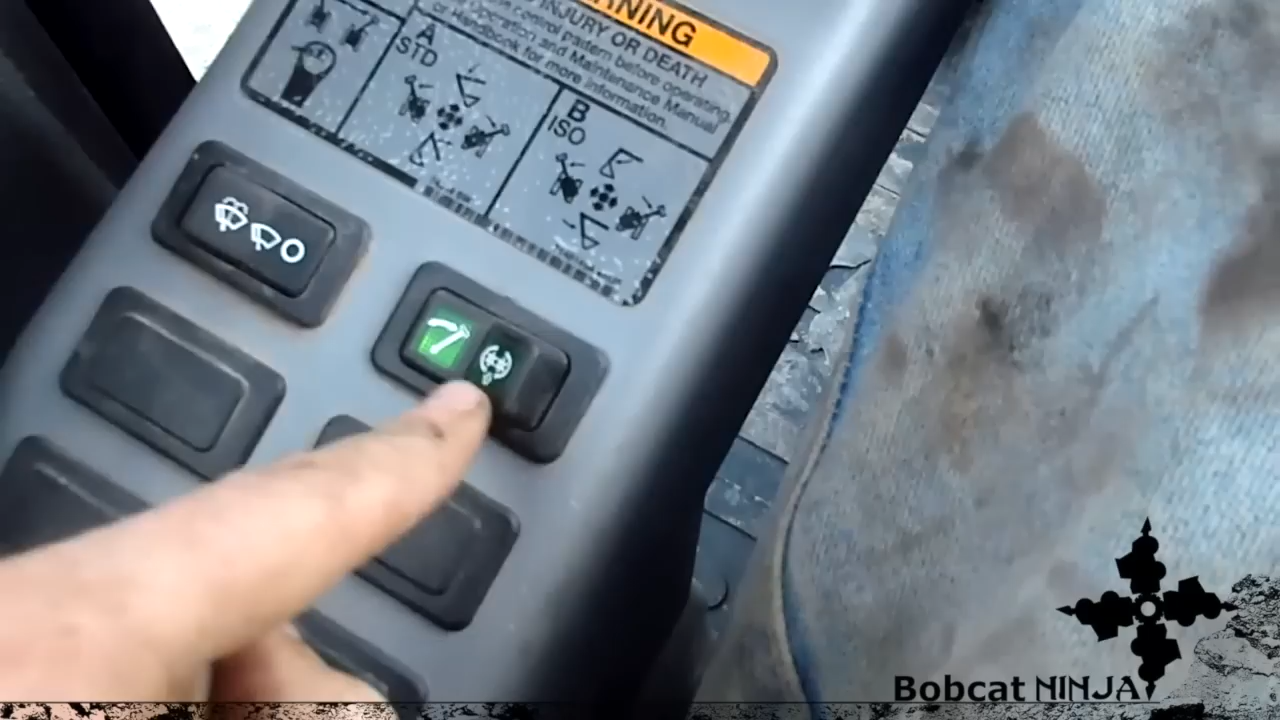 INJURY OR DEATH
control pattern before operating.
Operation and Maintenance Manual
or Handbook for more information.
A
STD
B
ISO
Bobcat NINJA